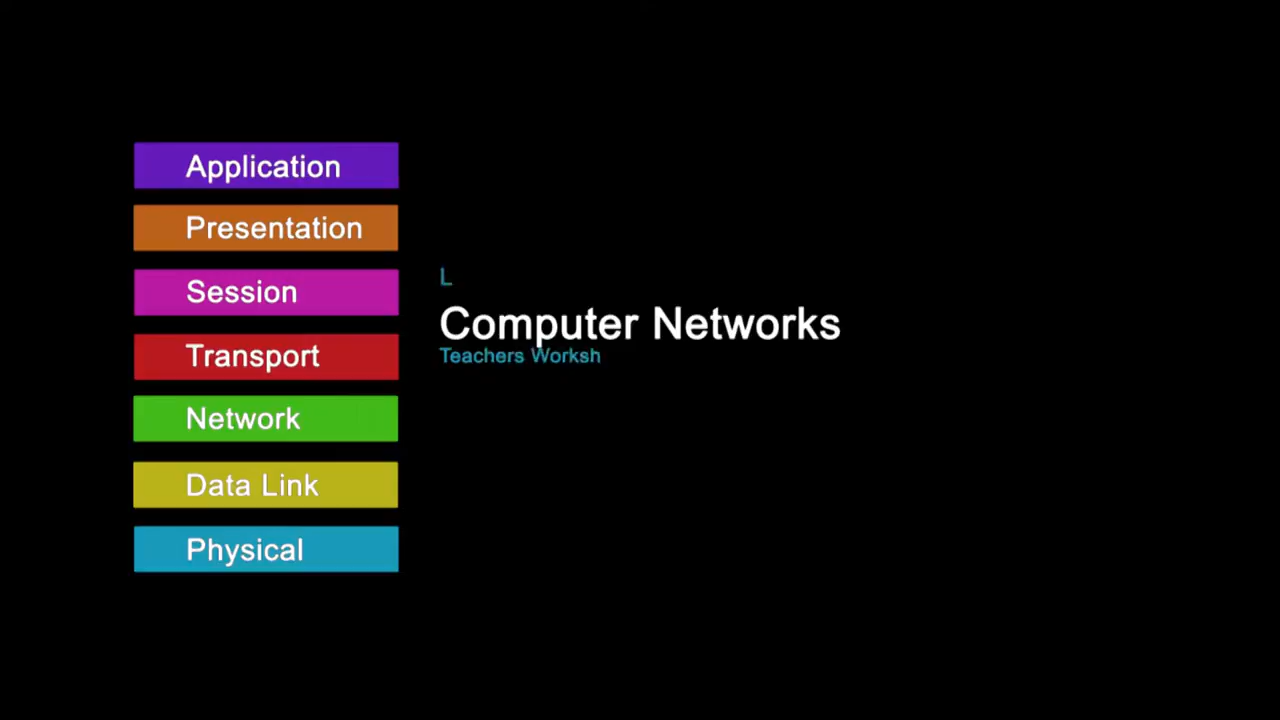 Application
Presentation
Session
Transport
Network
Data Link
Physical
L
Computer Networks
Teachers Worksh